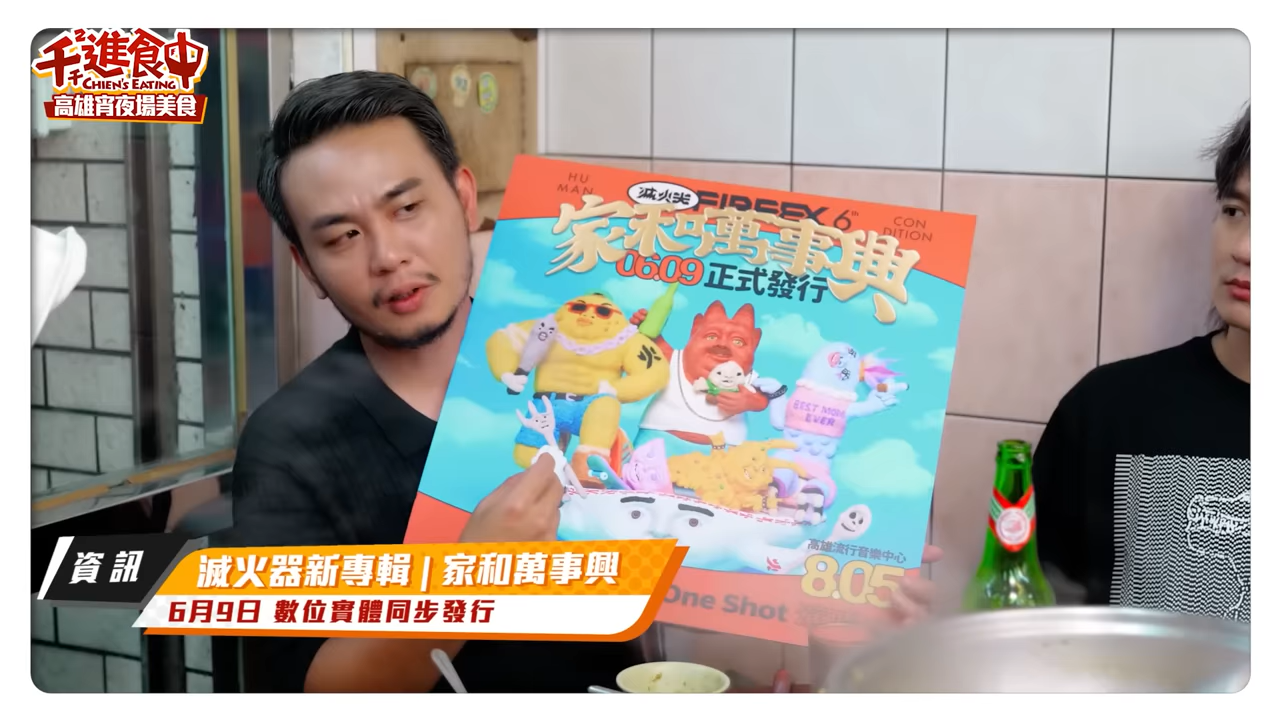 千千進食中
CHIEN'S EATING
高雄宵夜場美食
HU
MAN
滅火器
FIREEX 6th
CON
DITION
家和萬事興
06.09 正式發行
火
BEST MOM
EVER
高雄流行音樂中心
8.05
One Shot
資訊
滅火器新專輯 | 家和萬事興
6月9日 數位實體同步發行